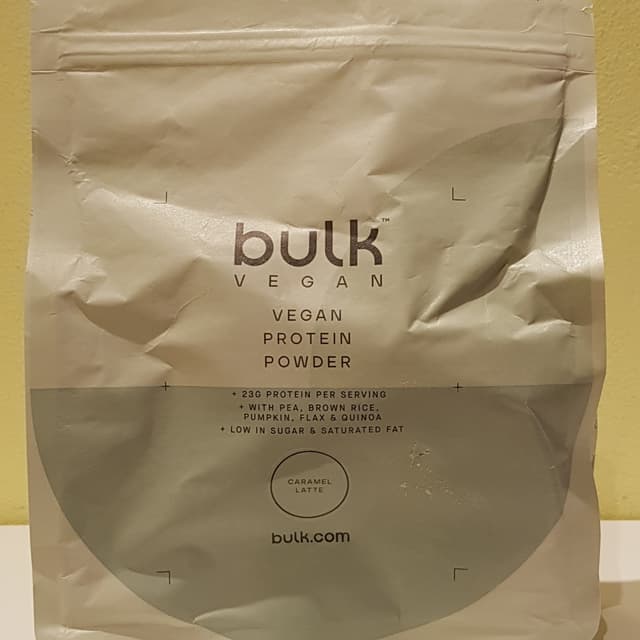 bulk™
VEGAN
VEGAN
PROTEIN
POWDER
+ 23G PROTEIN PER SERVING
+ WITH PEA, BROWN RICE,
PUMPKIN, FLAX & QUINOA
+ LOW IN SUGAR & SATURATED FAT
CARAMEL
LATTE
bulk.com